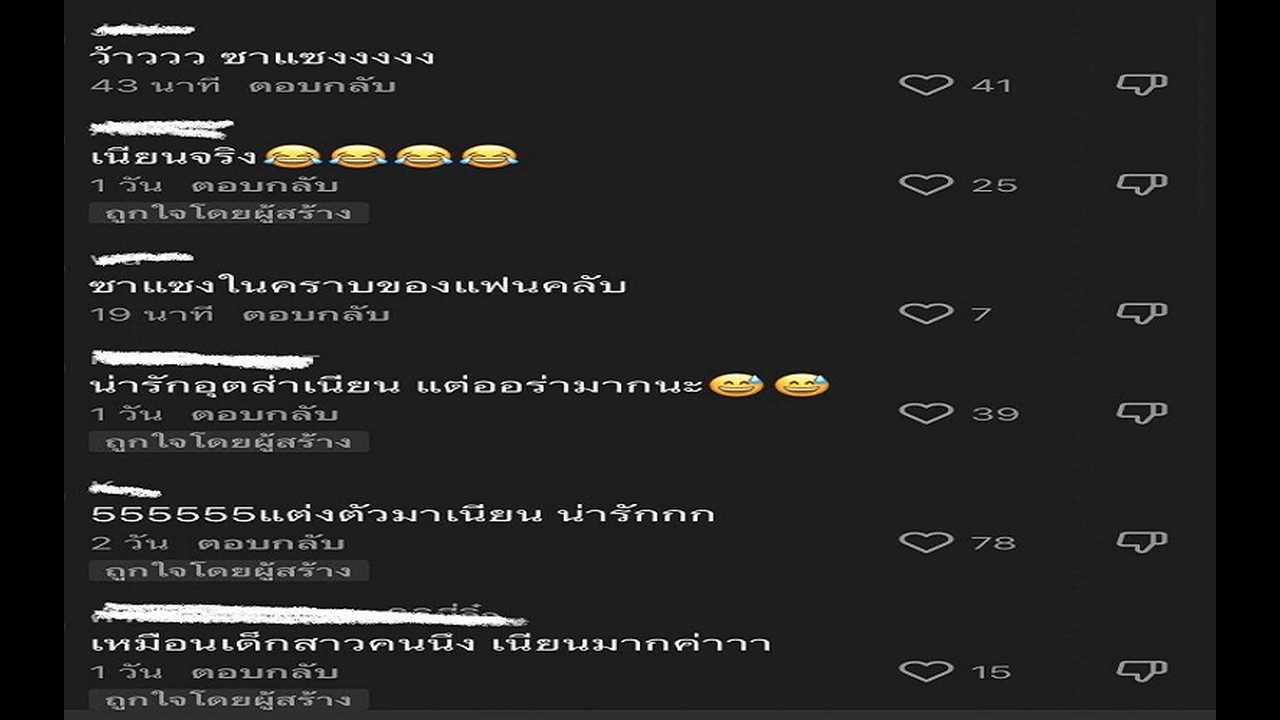 ว้าววว ซาแซงงงงง
43 นาที ตอบกลับ 41
เนียนจริง😂😂😂😂
1 วัน ตอบกลับ 25
ถูกใจโดยผู้สร้าง
ซาแซงในคราบของแฟนคลับ
19 นาที ตอบกลับ 7
น่ารักอุตส่าเนียน แต่ออร่ามากนะ😅😅
1 วัน ตอบกลับ 39
ถูกใจโดยผู้สร้าง
555555แต่งตัวมาเนียน น่ารักกก
2 วัน ตอบกลับ 78
ถูกใจโดยผู้สร้าง
เหมือนเด็กสาวคนนึง เนียนมากค่าาา
1 วัน ตอบกลับ 15
ถูกใจโดยผู้สร้าง